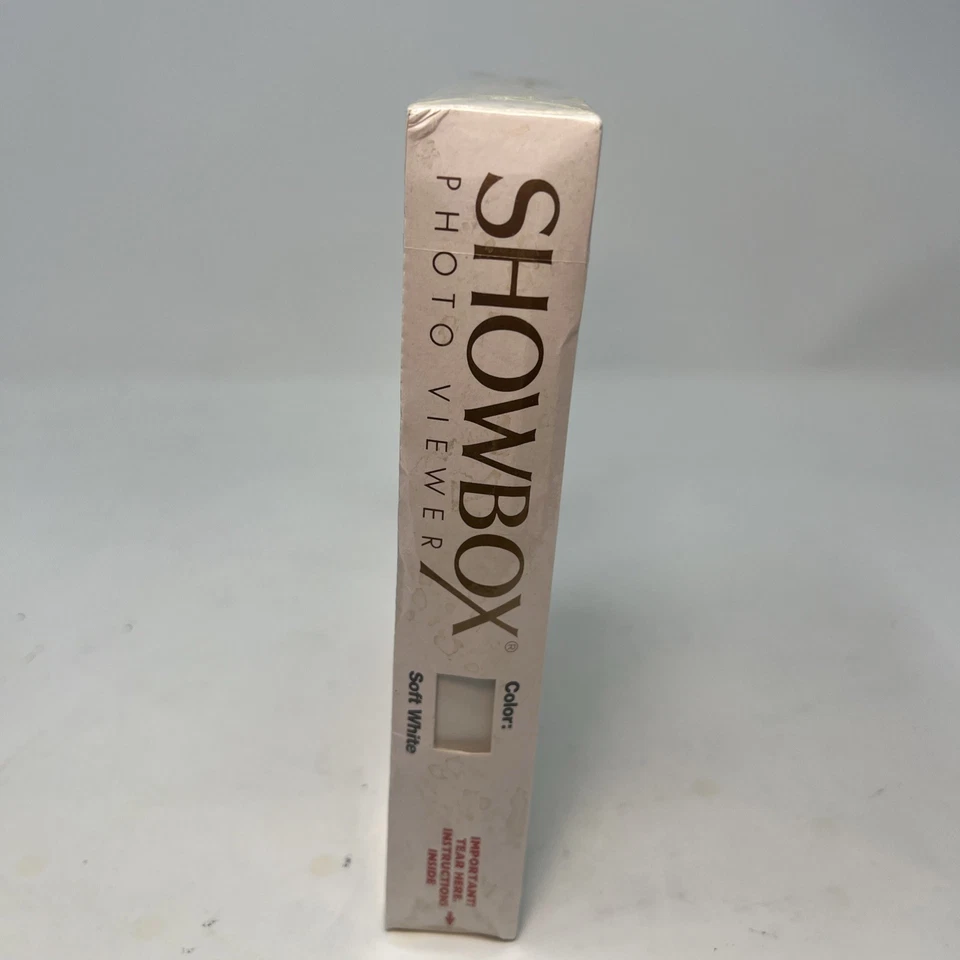 SHOWBOX®
PHOTO VIEWER
Color:
Soft White
IMPORTANT!
TEAR HERE.
INSTRUCTIONS
INSIDE